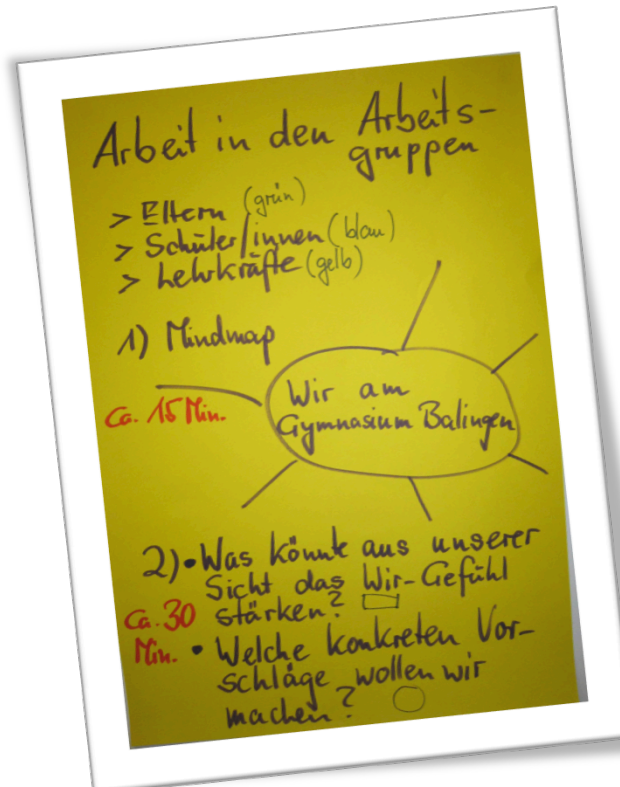 Arbeit in den Arbeits-
gruppen
> Eltern (grün)
> Schüler/innen (blau)
> Lehrkräfte (gelb)
1) Mindmap
Ca. 15 Min.
Wir am
Gymnasium Balingen
2) • Was könnte aus unserer
Sicht das Wir-Gefühl
stärken?
Ca. 30
Min.
• Welche konkreten Vor-
schläge wollen wir
machen?